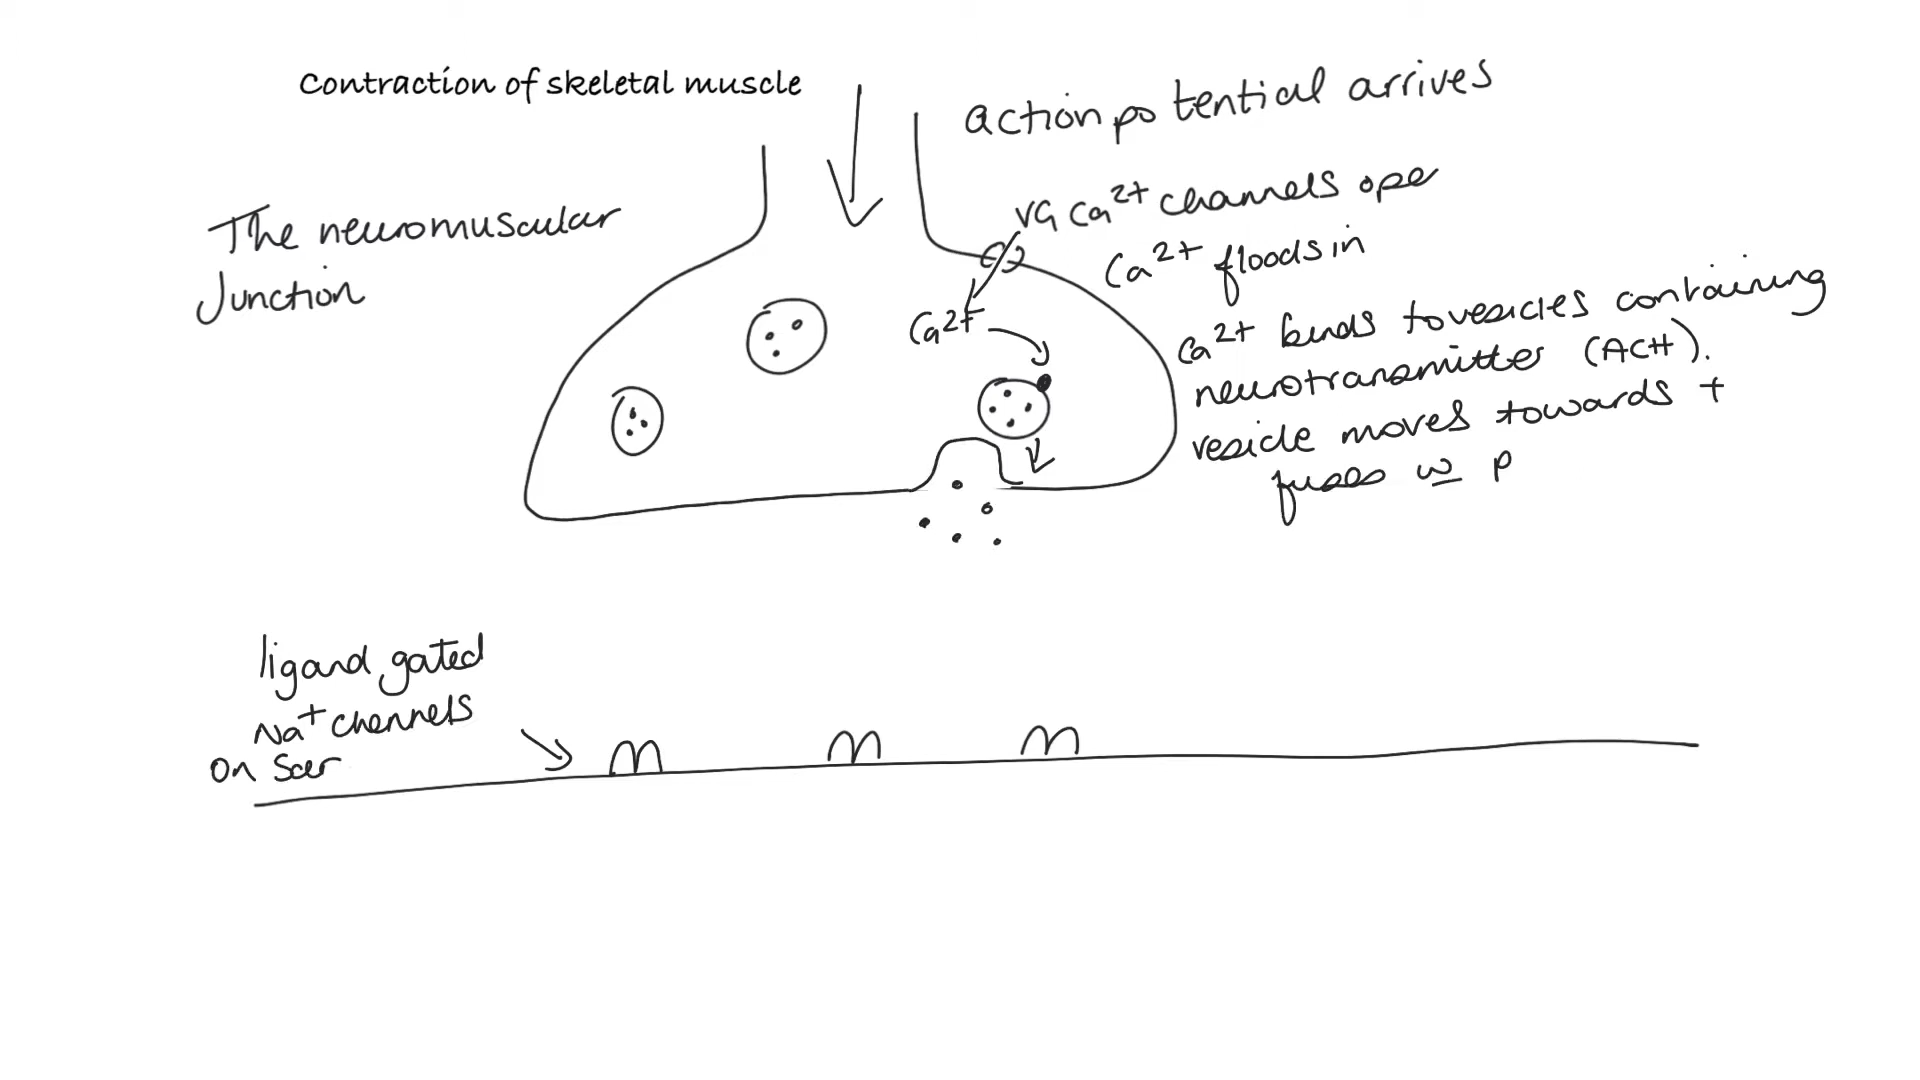 Contraction of skeletal muscle
action potential arrives
The neuromuscular
Junction
VG Ca2+ channels ope
Ca2+ floods in
Ca2+
Ca2+ binds to vesicles containing
neurotransmitter (ACH).
vesicle moves towards +
fuses w p
ligand gated
Na+ channels
on Sar